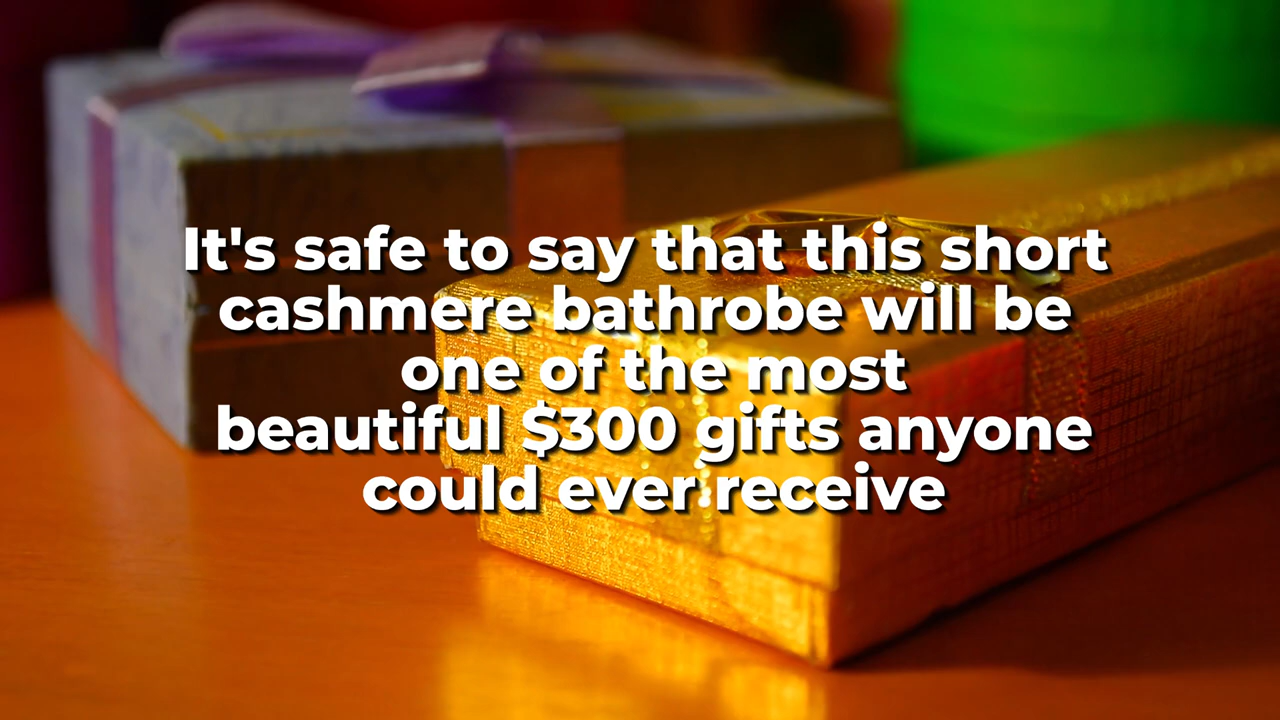 It's safe to say that this short
cashmere bathrobe will be
one of the most
beautiful $300 gifts anyone
could ever receive